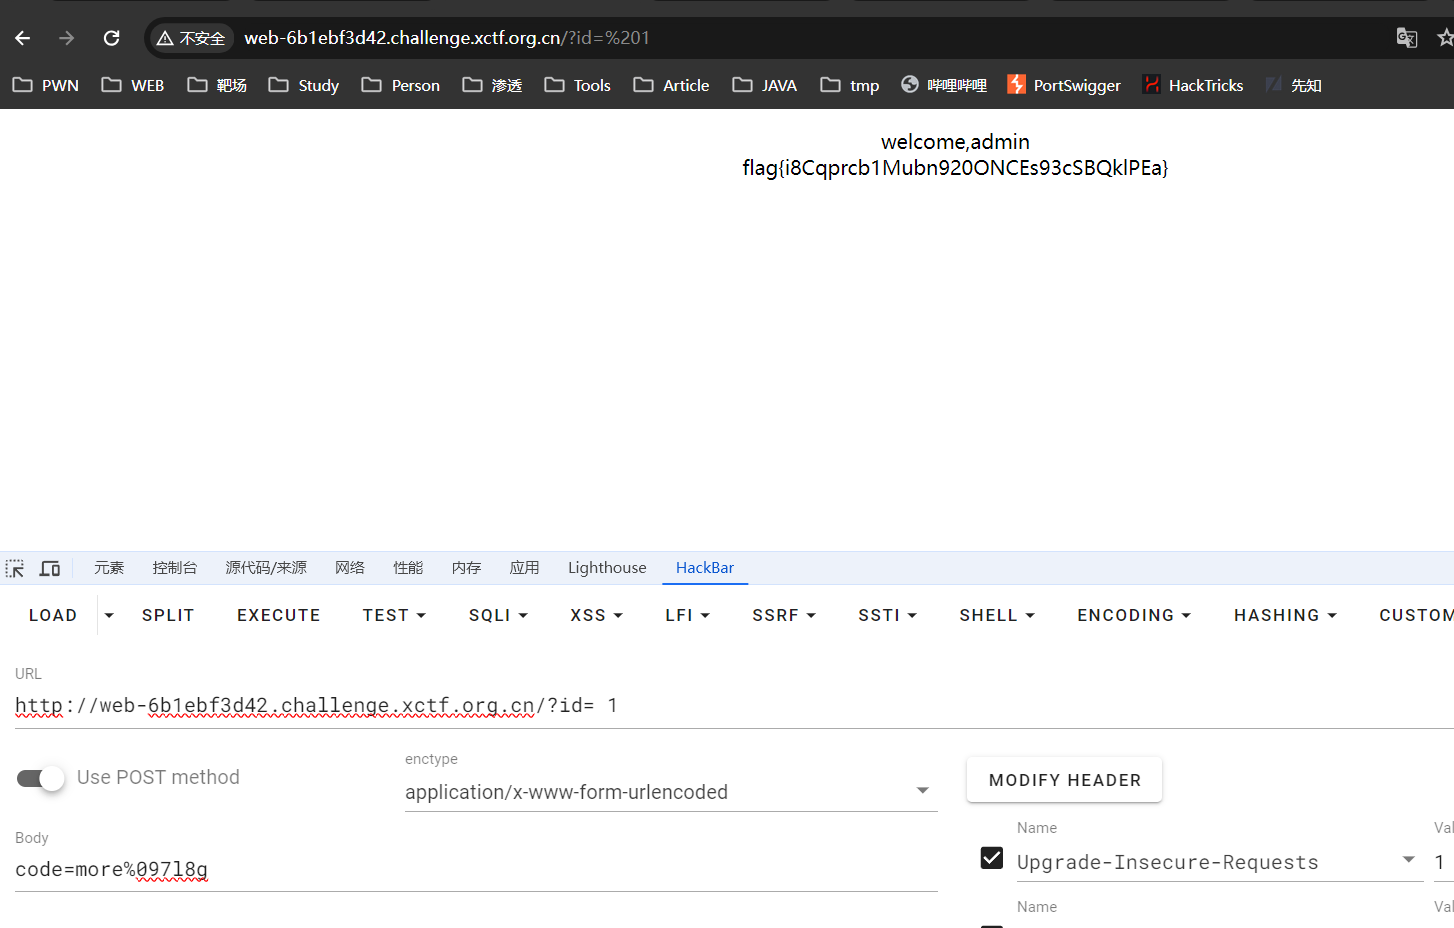 不安全 web-6b1ebf3d42.challenge.xctf.org.cn/?id=%201
PWN WEB 靶场 Study Person 渗透 Tools Article JAVA tmp 哔哩哔哩 PortSwigger HackTricks 先知
welcome,admin
flag{i8Cqprcb1Mubn920ONCEs93cSBQklPEa}
元素 控制台 源代码/来源 网络 性能 内存 应用 Lighthouse HackBar
LOAD SPLIT EXECUTE TEST SQLI XSS LFI SSRF SSTI SHELL ENCODING HASHING CUSTOM
URL
http://web-6b1ebf3d42.challenge.xctf.org.cn/?id= 1
Use POST method
enctype
application/x-www-form-urlencoded
MODIFY HEADER
Body
code=more%097l8g
Name Val
Upgrade-Insecure-Requests 1
Name Val